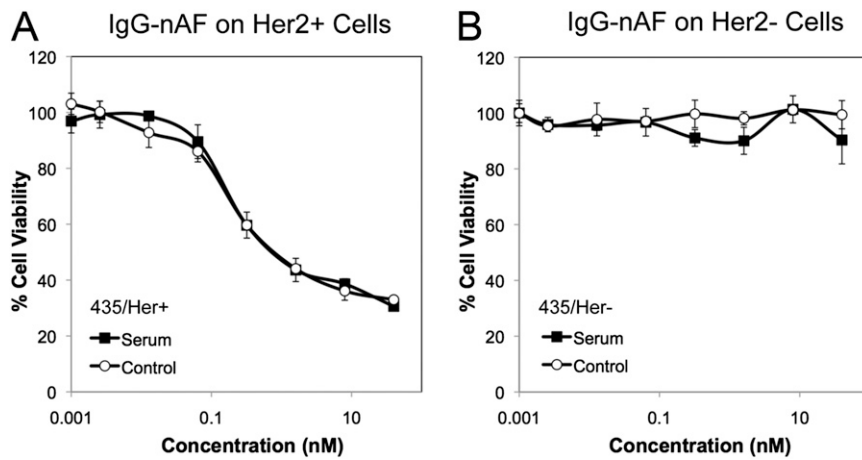 A
IgG-nAF on Her2+ Cells
120
100
80
60
40
20
0
% Cell Viability
435/Her+
Serum
Control
0.001
0.1
10
Concentration (nM)
B
IgG-nAF on Her2- Cells
120
100
80
60
40
20
0
% Cell Viability
435/Her-
Serum
Control
0.001
0.1
10
Concentration (nM)